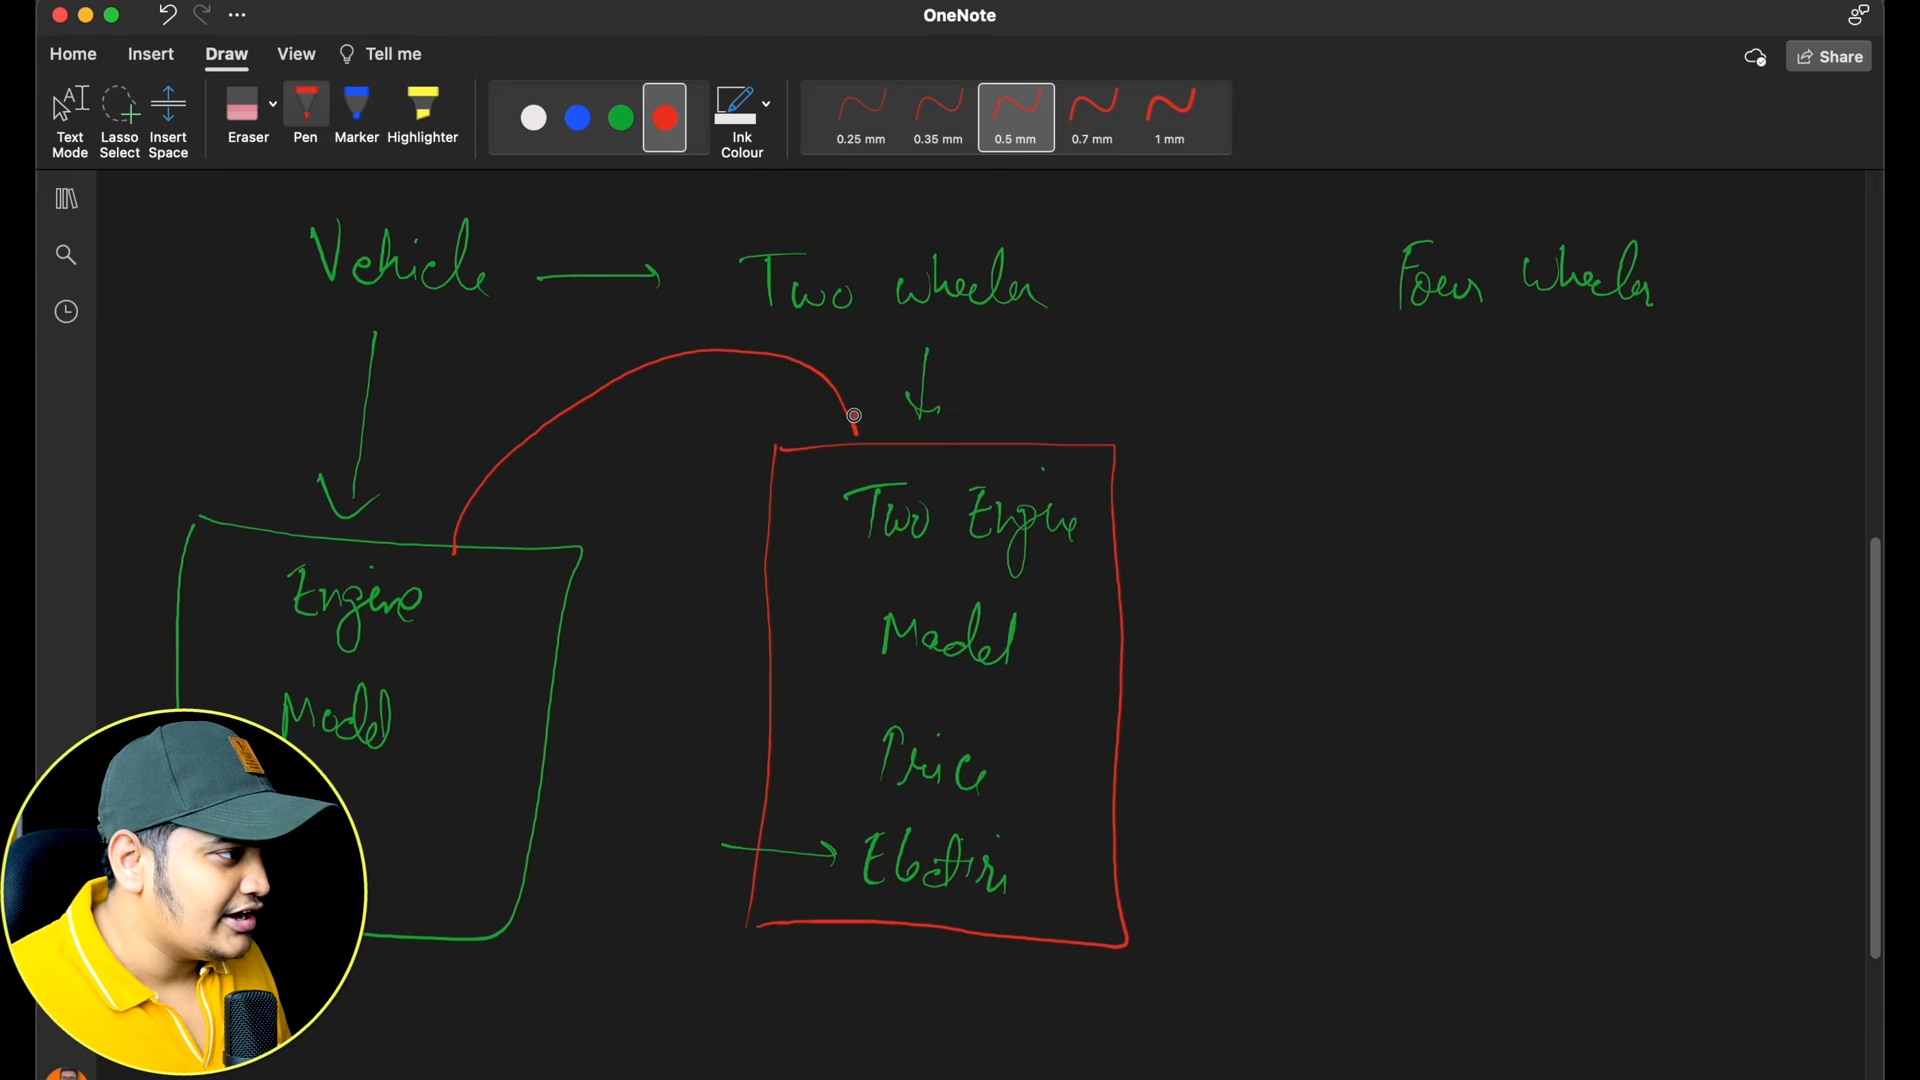 OneNote
Home Insert Draw View Tell me
Share
Text Mode
Lasso Select
Insert Space
Eraser
Pen
Marker
Highlighter
Ink Colour
0.25 mm
0.35 mm
0.5 mm
0.7 mm
1 mm
Vehicle Two wheeler Four wheeler
Engine
Model
Two Engine
Model
Price
Electiri